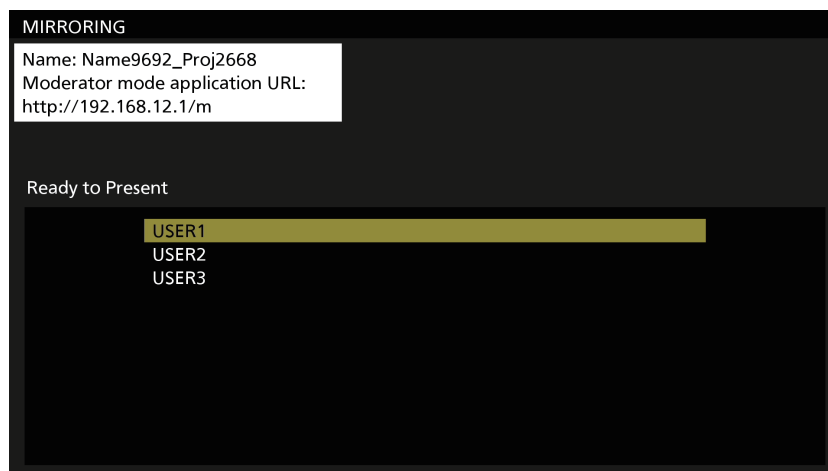 MIRRORING
Name: Name9692_Proj2668
Moderator mode application URL:
http://192.168.12.1/m
Ready to Present
USER1
USER2
USER3